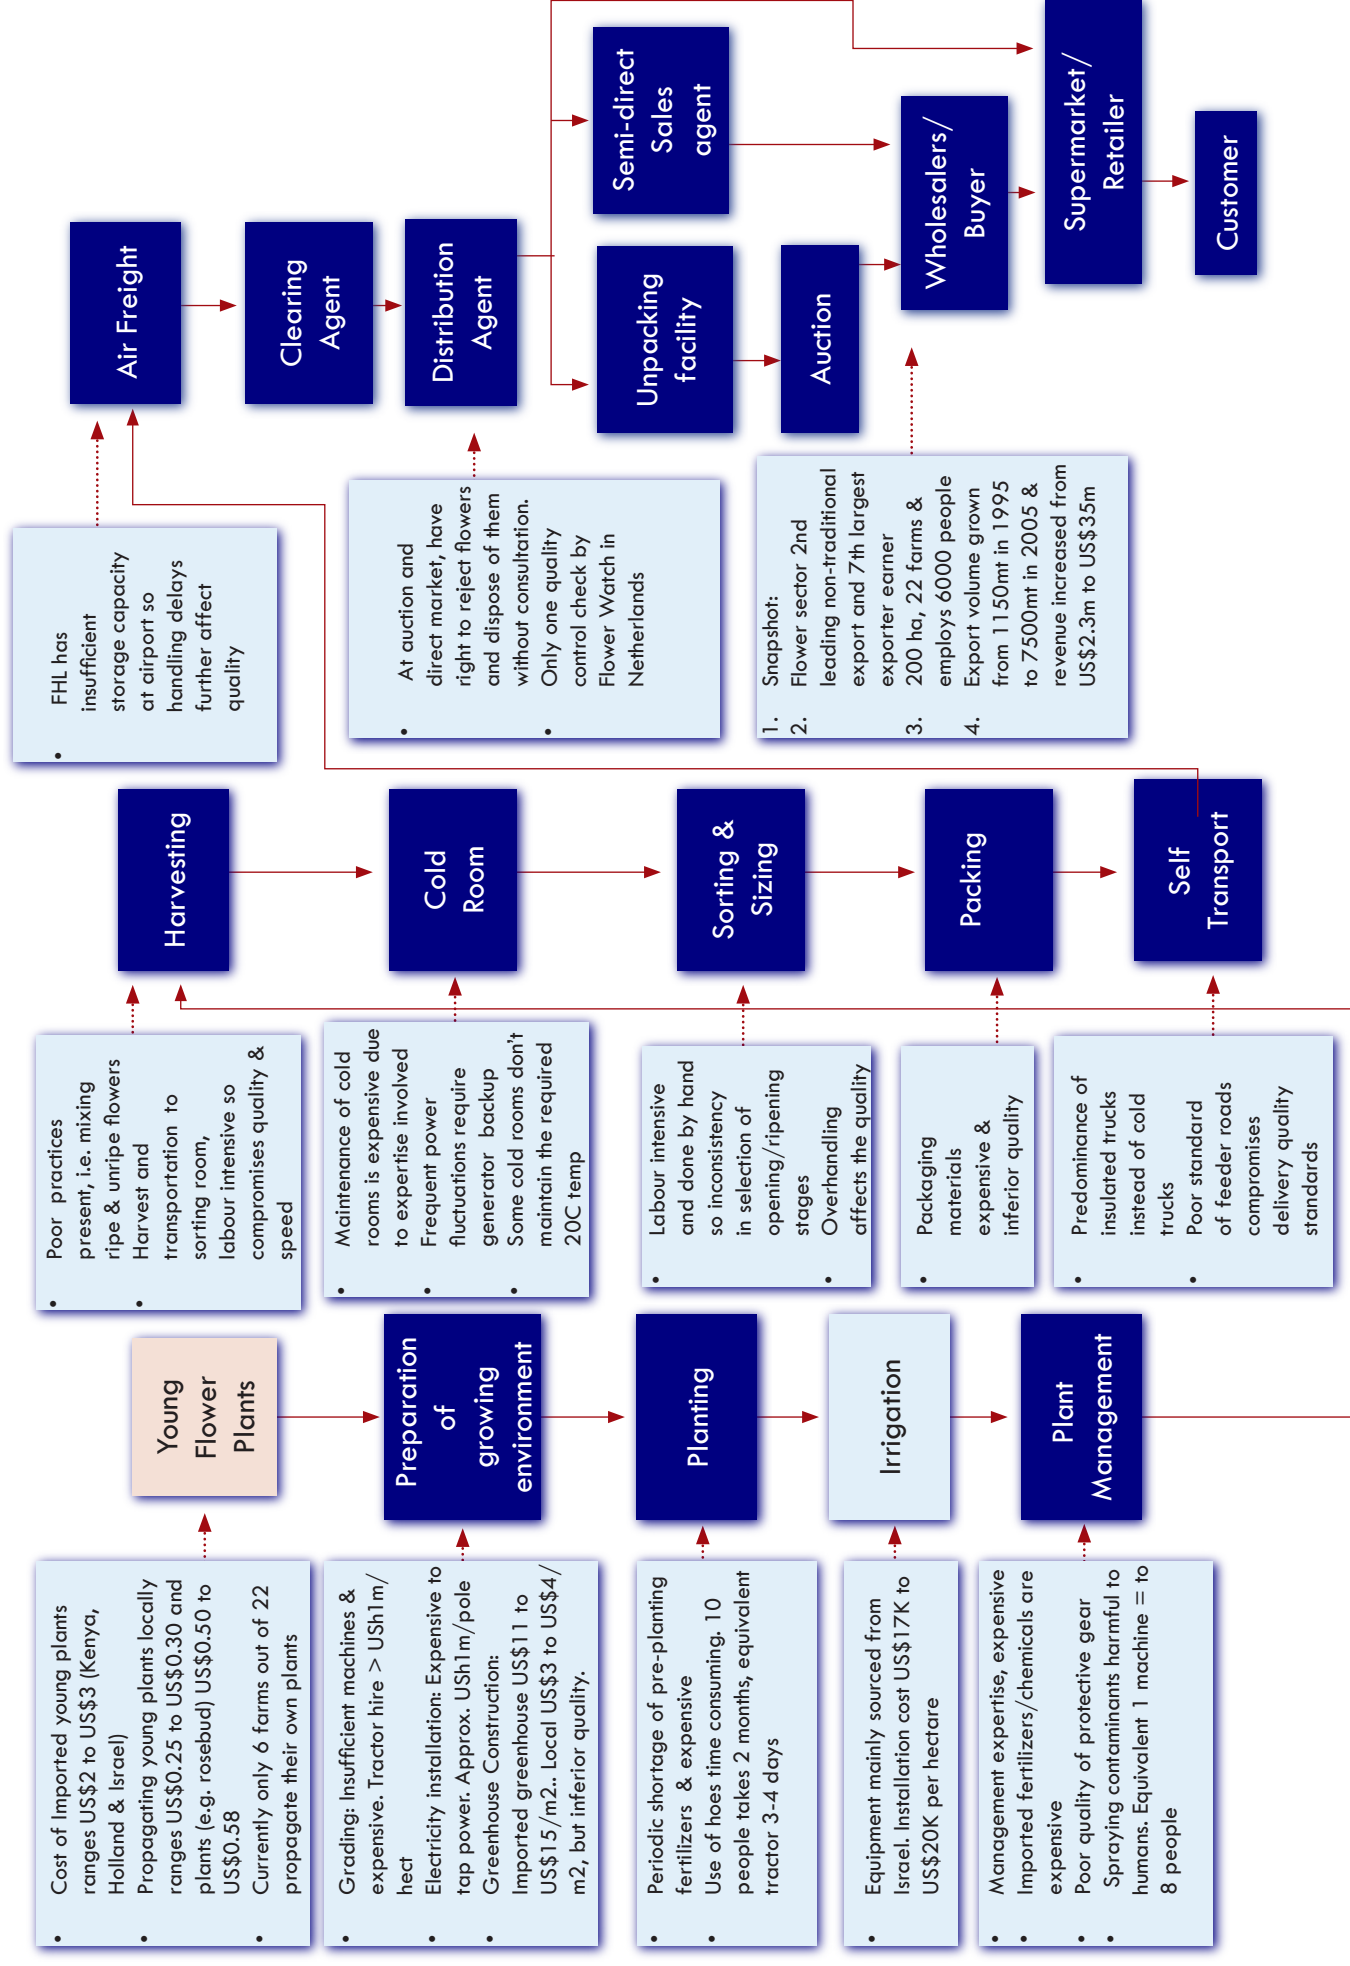 Cost of Imported young plants
ranges US$2 to US$3 (Kenya,
Holland & Israel)
Propagating young plants locally
ranges US$0.25 to US$0.30 and
plants (e.g. rosebud) US$0.50 to
US$0.58
Currently only 6 farms out of 22
propagate their own plants
Young
Flower
Plants
Grading: Insufficient machines &
expensive. Tractor hire > USh1m/
hect
Electricity installation: Expensive to
tap power. Approx. USh1m/pole
Greenhouse Construction:
Imported greenhouse US$11 to
US$15/m2.. Local US$3 to US$4/
m2, but inferior quality.
Preparation
of
growing
environment
Periodic shortage of pre-planting
fertilizers & expensive
Use of hoes time consuming. 10
people takes 2 months, equivalent
tractor 3-4 days
Planting
Equipment mainly sourced from
Israel. Installation cost US$17K to
US$20K per hectare
Irrigation
Management expertise, expensive
Imported fertilizers/chemicals are
expensive
Poor quality of protective gear
Spraying contaminants harmful to
humans. Equivalent 1 machine = to
8 people
Plant
Management
Poor practices
present, i.e. mixing
ripe & unripe flowers
Harvest and
transportation to
sorting room,
labour intensive so
compromises quality &
speed
Harvesting
Maintenance of cold
rooms is expensive due
to expertise involved
Frequent power
fluctuations require
generator backup
Some cold rooms don't
maintain the required
20C temp
Cold
Room
Labour intensive
and done by hand
so inconsistency
in selection of
opening/ripening
stages
Overhandling
affects the quality
Sorting &
Sizing
Packaging
materials
expensive &
inferior quality
Packing
Predominance of
insulated trucks
instead of cold
trucks
Poor standard
of feeder roads
compromises
delivery quality
standards
Self
Transport
FHL has
insufficient
storage capacity
at airport so
handling delays
further affect
quality
Air Freight
Clearing
Agent
At auction and
direct market, have
right to reject flowers
and dispose of them
without consultation.
Only one quality
control check by
Flower Watch in
Netherlands
Distribution
Agent
Unpacking
facility
Semi-direct
Sales
agent
Auction
1. Snapshot:
2. Flower sector 2nd
leading non-traditional
export and 7th largest
exporter earner
3. 200 ha, 22 farms &
employs 6000 people
4. Export volume grown
from 1150mt in 1995
to 7500mt in 2005 &
revenue increased from
US$2.3m to US$35m
Wholesalers/
Buyer
Supermarket/
Retailer
Customer